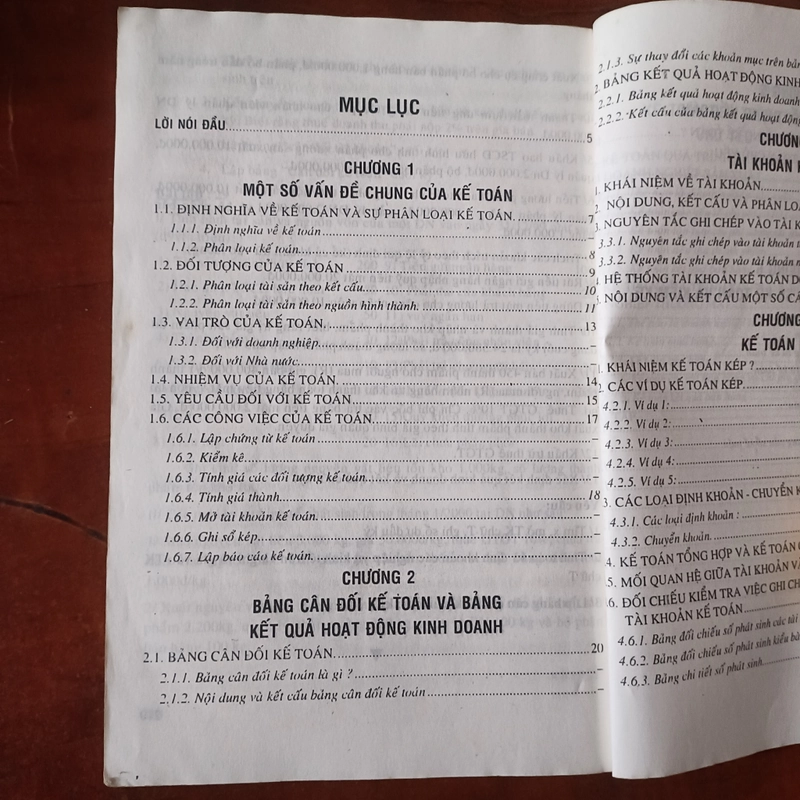 MỤC LỤC
LỜI NÓI ĐẦU 5
CHƯƠNG 1
MỘT SỐ VẤN ĐỀ CHUNG CỦA KẾ TOÁN
1.1. ĐỊNH NGHĨA VỀ KẾ TOÁN VÀ SỰ PHÂN LOẠI KẾ TOÁN. 7
1.1.1. Định nghĩa về kế toán –
1.1.2. Phân loại kế toán. 8
1.2. ĐỐI TƯỢNG CỦA KẾ TOÁN 9
1.2.1. Phân loại tài sản theo kết cấu. 10
1.2.2. Phân loại tài sản theo nguồn hình thành. 11
1.3. VAI TRÒ CỦA KẾ TOÁN. 13
1.3.1. Đối với doanh nghiệp. –
1.3.2. Đối với Nhà nước. –
1.4. NHIỆM VỤ CỦA KẾ TOÁN. 14
1.5. YÊU CẦU ĐỐI VỚI KẾ TOÁN 15
1.6. CÁC CÔNG VIỆC CỦA KẾ TOÁN. 17
1.6.1. Lập chứng từ kế toán –
1.6.2. Kiểm kê. –
1.6.3. Tính giá các đối tượng kế toán. –
1.6.4. Tính giá thành. 18
1.6.5. Mở tài khoản kế toán. –
1.6.6. Ghi sổ kép. –
1.6.7. Lập báo cáo kế toán. –
CHƯƠNG 2
BẢNG CÂN ĐỐI KẾ TOÁN VÀ BẢNG
KẾT QUẢ HOẠT ĐỘNG KINH DOANH
2.1. BẢNG CÂN ĐỐI KẾ TOÁN. 20
2.1.1. Bảng cân đối kế toán là gì ? –
2.1.2. Nội dung và kết cấu bảng cân đối kế toán –
2.1.3. Sự thay đổi các khoản mục trên bản
2. BẢNG KẾT QUẢ HOẠT ĐỘNG KINH
2.2.1. Bảng kết quả hoạt động kinh doanh
2.2.2. Kết cấu của bảng kết quả hoạt động
CHƯƠN
TÀI KHOẢN
1. KHÁI NIỆM VỀ TÀI KHOẢN.
NỘI DUNG, KẾT CẤU VÀ PHÂN LOẠ
NGUYÊN TẮC GHI CHÉP VÀO TÀI K
3.3.1. Nguyên tắc ghi chép vào tài khoản
3.3.2. Nguyên tắc ghi chép vào tài khoản
HỆ THỐNG TÀI KHOẢN KẾ TOÁN D
NỘI DUNG VÀ KẾT CẤU MỘT SỐ CÁ
CHƯƠN
KẾ TOÁN
1. KHÁI NIỆM KẾ TOÁN KÉP ?
2. CÁC VÍ DỤ KẾ TOÁN KÉP.
4.2.1. Ví dụ 1:
4.2.2. Ví dụ 2:
4.2.3. Ví dụ 3:
4.2.4. Ví dụ 4:
4.2.5. Ví dụ 5:
3. CÁC LOẠI ĐỊNH KHOẢN - CHUYỂN K
4.3.1. Các loại định khoản :
4.3.2. Chuyển khoản.
4. KẾ TOÁN TỔNG HỢP VÀ KẾ TOÁN
5. MỐI QUAN HỆ GIỮA TÀI KHOẢN VÀ
6. ĐỐI CHIẾU KIỂM TRA VIỆC GHI CH
TÀI KHOẢN KẾ TOÁN
4.6.1. Bảng đối chiếu số phát sinh các tài
4.6.2. Bảng đối chiếu số phát sinh kiểu bà
4.6.3. Bảng chi tiết số phát sinh